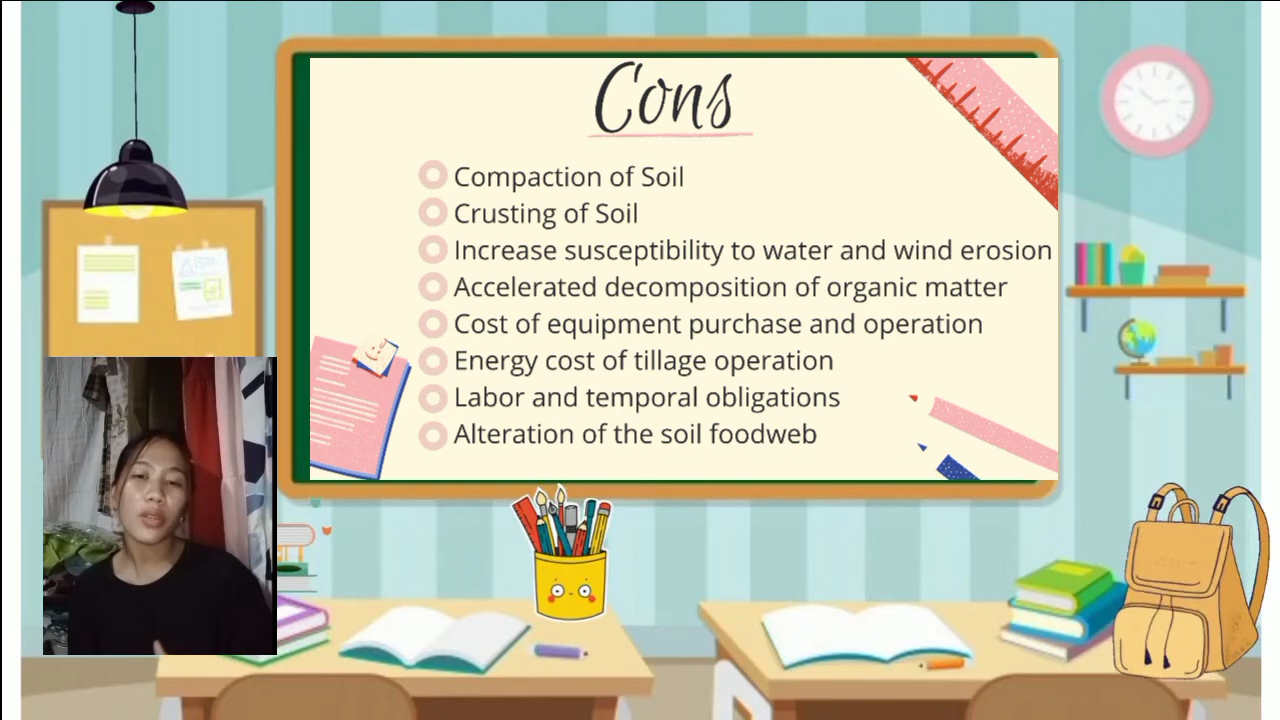 Cons
Compaction of Soil
Crusting of Soil
Increase susceptibility to water and wind erosion
Accelerated decomposition of organic matter
Cost of equipment purchase and operation
Energy cost of tillage operation
Labor and temporal obligations
Alteration of the soil foodweb